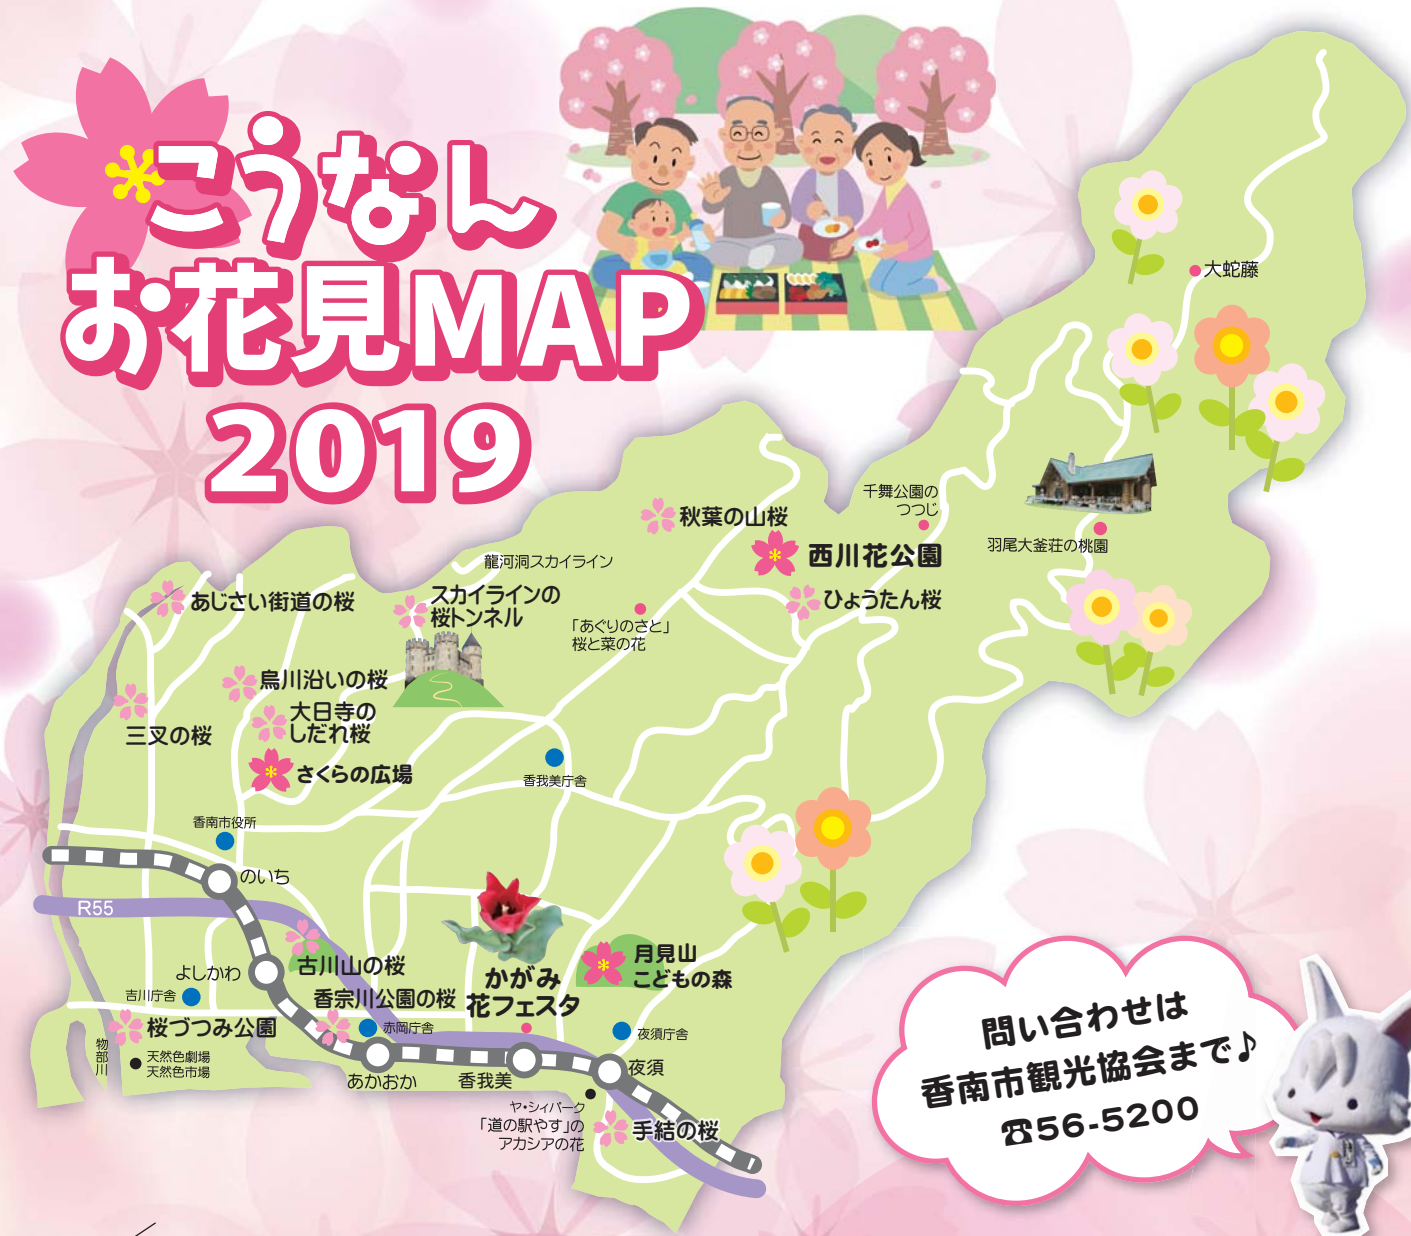 こうなん
お花見MAP
2019
大蛇藤
千舞公園の
つつじ
羽尾大釜荘の桃園
秋葉の山桜
西川花公園
ひょうたん桜
龍河洞スカイライン
スカイラインの
桜トンネル
「あぐりのさと」
桜と菜の花
あじさい街道の桜
烏川沿いの桜
大日寺の
しだれ桜
三叉の桜
さくらの広場
香我美庁舎
香南市役所
のいち
R55
よしかわ
吉川庁舎
古川山の桜
香宗川公園の桜
赤岡庁舎
桜づつみ公園
物部川
天然色劇場
天然色市場
あかおか
かがみ
花フェスタ
香我美
月見山
こどもの森
夜須庁舎
夜須
ヤ・シィパーク
「道の駅やす」の
アカシアの花
手結の桜
問い合わせは
香南市観光協会まで♪
☎56-5200